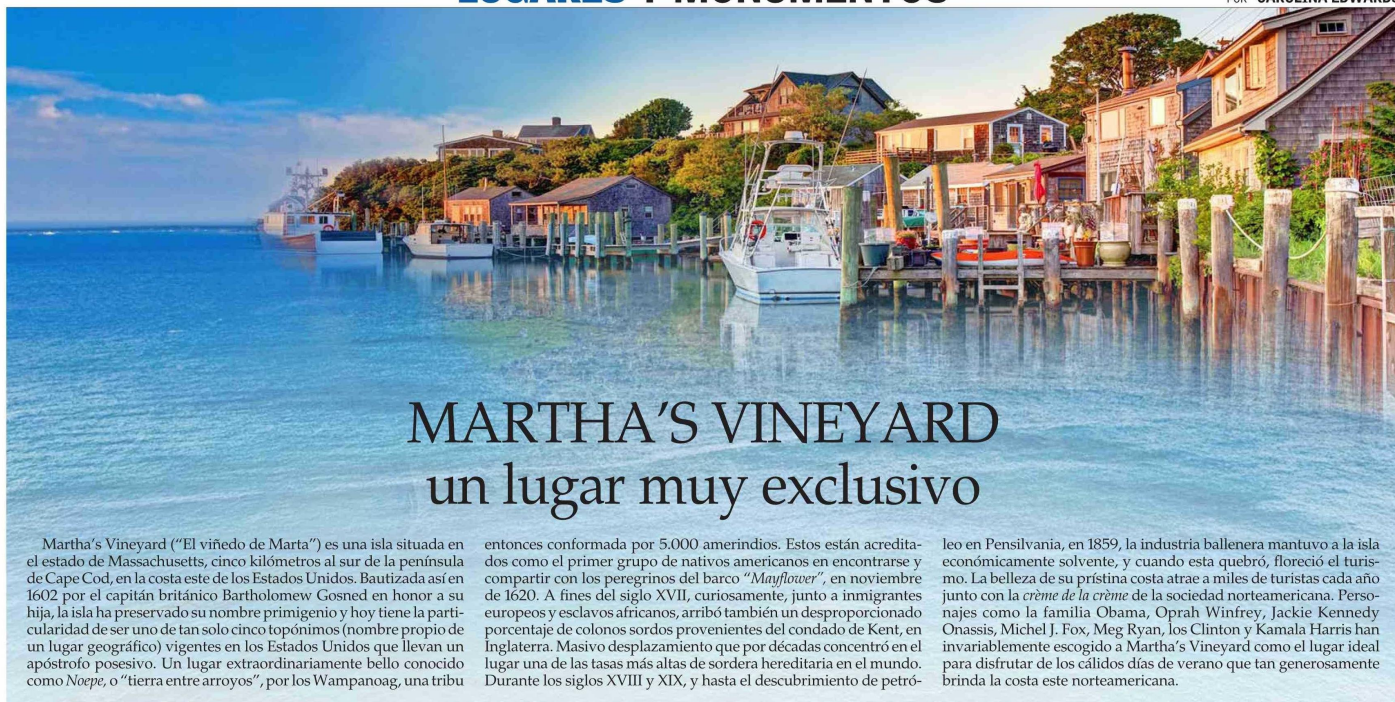 LUGARES Y MONUMENTOS
POR CAROLINA EDWARDS
MARTHA'S VINEYARD
un lugar muy exclusivo
Martha's Vineyard (“El viñedo de Marta”) es una isla situada en
el estado de Massachusetts, cinco kilómetros al sur de la península
de Cape Cod, en la costa este de los Estados Unidos. Bautizada así en
1602 por el capitán británico Bartholomew Gosned en honor a su
hija, la isla ha preservado su nombre primigenio y hoy tiene la parti-
cularidad de ser uno de tan solo cinco topónimos (nombre propio de
un lugar geográfico) vigentes en los Estados Unidos que llevan un
apóstrofo posesivo. Un lugar extraordinariamente bello conocido
como Noepe, o “tierra entre arroyos”, por los Wampanoag, una tribu
entonces conformada por 5.000 amerindios. Estos están acredita-
dos como el primer grupo de nativos americanos en encontrarse y
compartir con los peregrinos del barco “Mayflower”, en noviembre
de 1620. A fines del siglo XVII, curiosamente, junto a inmigrantes
europeos y esclavos africanos, arribó también un desproporcionado
porcentaje de colonos sordos provenientes del condado de Kent, en
Inglaterra. Masivo desplazamiento que por décadas concentró en el
lugar una de las tasas más altas de sordera hereditaria en el mundo.
Durante los siglos XVIII y XIX, y hasta el descubrimiento de petró-
leo en Pensilvania, en 1859, la industria ballenera mantuvo a la isla
económicamente solvente, y cuando esta quebró, floreció el turis-
mo. La belleza de su prístina costa atrae a miles de turistas cada año
junto con la crème de la crème de la sociedad norteamericana. Perso-
najes como la familia Obama, Oprah Winfrey, Jackie Kennedy
Onassis, Michel J. Fox, Meg Ryan, los Clinton y Kamala Harris han
invariablemente escogido a Martha's Vineyard como el lugar ideal
para disfrutar de los cálidos días de verano que tan generosamente
brinda la costa este norteamericana.